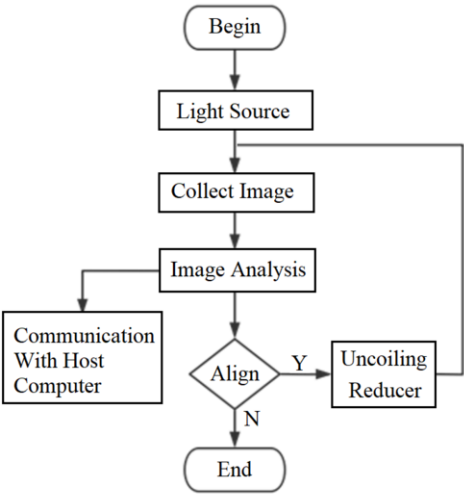 Begin
Light Source
Collect Image
Image Analysis
Communication
With Host
Computer
Align
Y
Uncoiling
Reducer
N
End